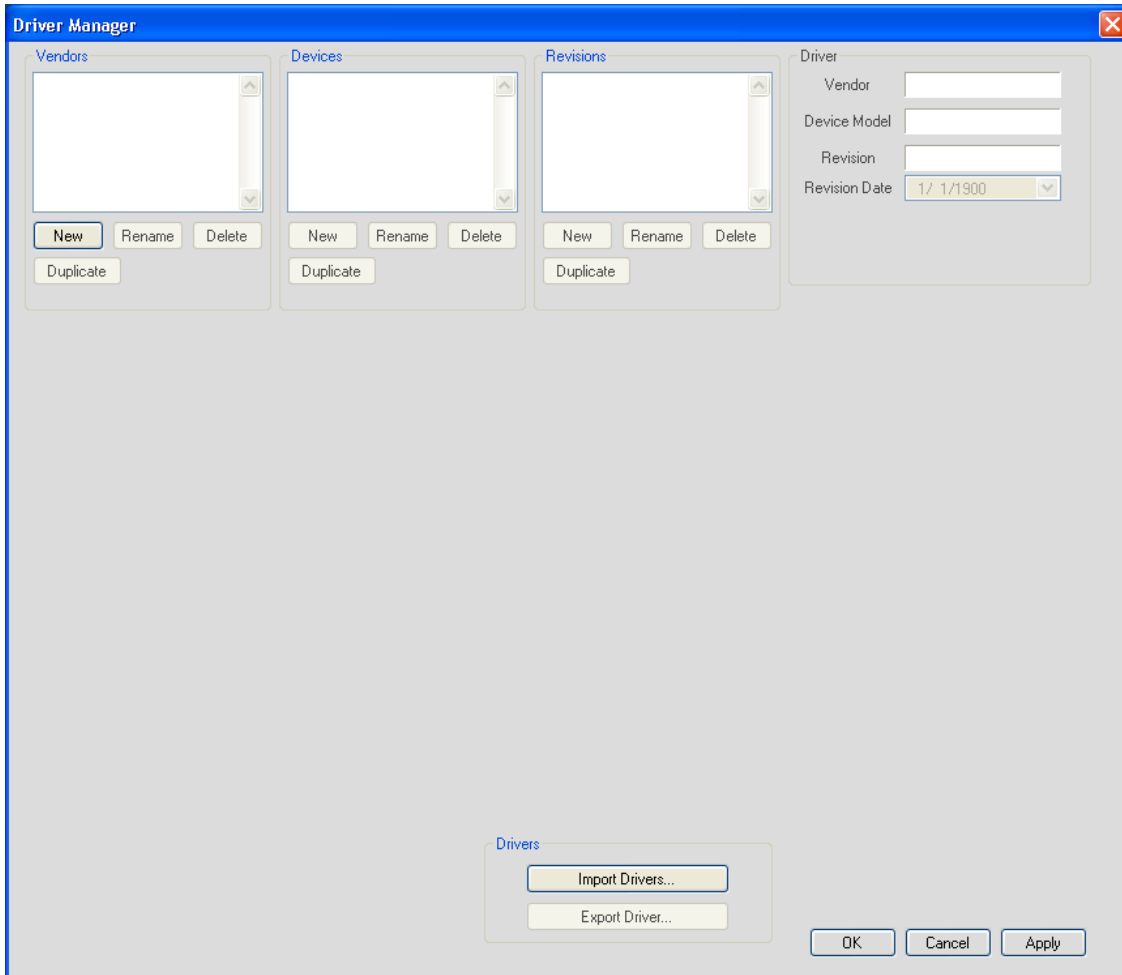 Driver Manager
Vendors
Devices
Revisions
Driver
Vendor
Device Model
Revision
Revision Date 1/ 1/1900
New Rename Delete
Duplicate
New Rename Delete
Duplicate
New Rename Delete
Duplicate
Drivers
Import Drivers...
Export Driver...
OK Cancel Apply